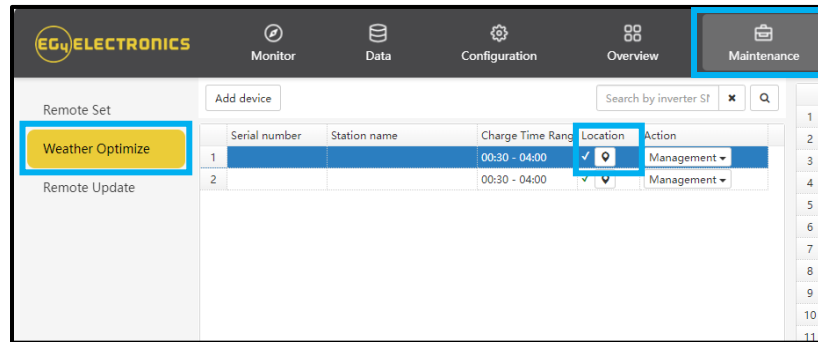 EG4 ELECTRONICS
Monitor Data Configuration Overview Maintenance
Remote Set
Weather Optimize
Remote Update
Add device Search by inverter SN
Serial number Station name Charge Time Rang Location Action
1 00:30 - 04:00 Management
2 00:30 - 04:00 Management
1
2
3
4
5
6
7
8
9
10
11